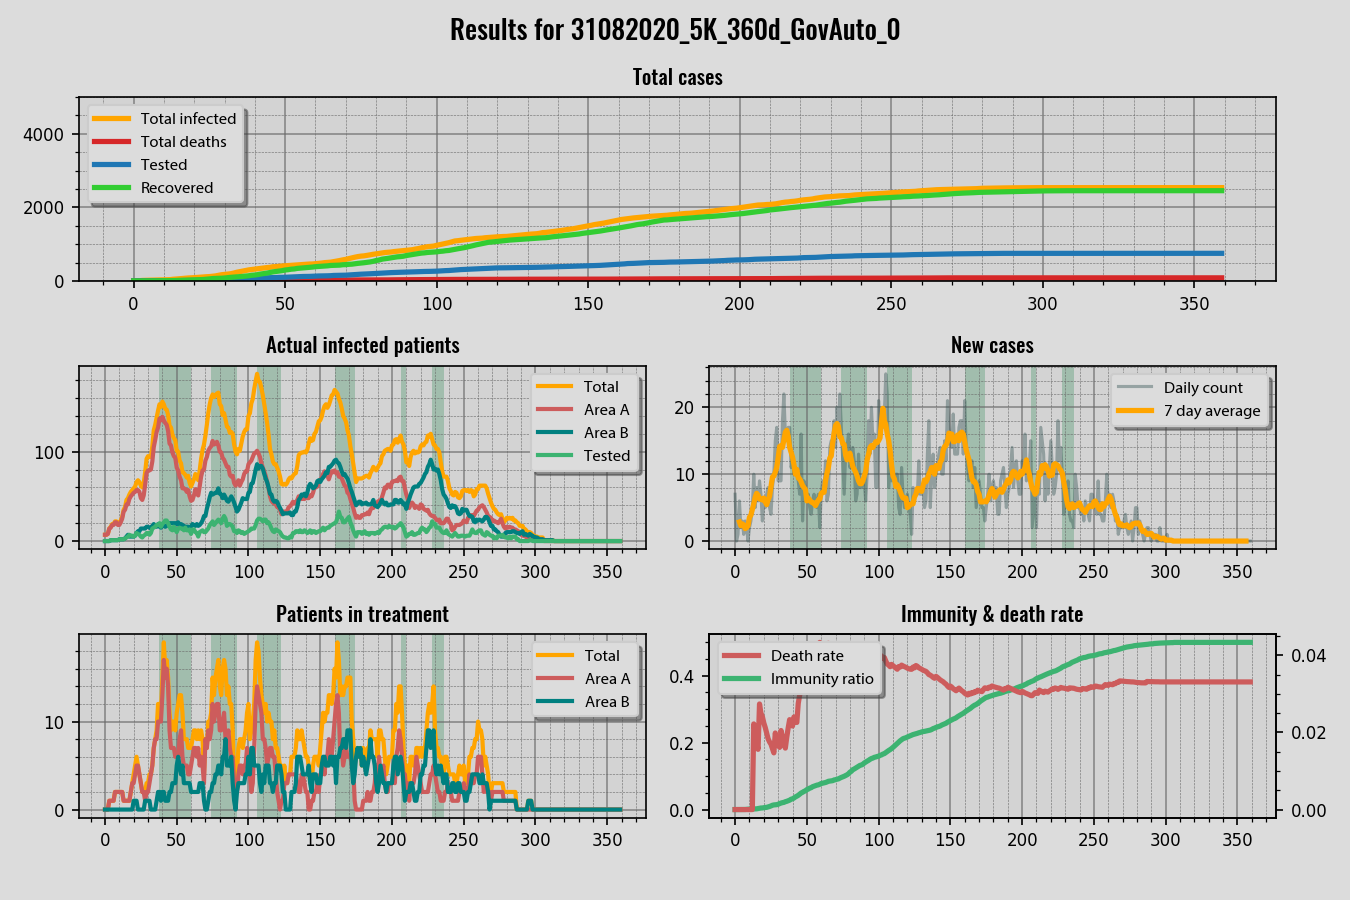 Results for 31082020_5K_360d_GovAuto_0
Total cases
Total infected
Total deaths
Tested
Recovered
4000
2000
0
0 50 100 150 200 250 300 350
Actual infected patients
Total
Area A
Area B
Tested
100
0
0 50 100 150 200 250 300 350
New cases
Daily count
7 day average
20
10
0
0 50 100 150 200 250 300 350
Patients in treatment
Total
Area A
Area B
10
0
0 50 100 150 200 250 300 350
Immunity & death rate
Death rate
Immunity ratio
0.4
0.2
0.0
0.04
0.02
0.00
0 50 100 150 200 250 300 350